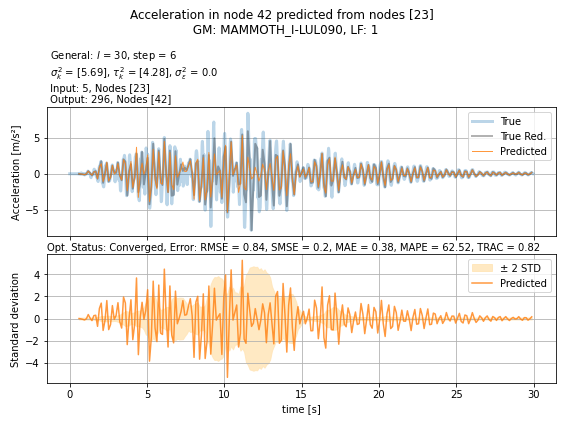 Acceleration in node 42 predicted from nodes [23]
GM: MAMMOTH_I-LUL090, LF: 1
General: l = 30, step = 6
σ²ₖ = [5.69], τ²ₖ = [4.28], σ²ε = 0.0
Input: 5, Nodes [23]
Output: 296, Nodes [42]
Acceleration [m/s²]
5
0
−5
True
True Red.
Predicted
Opt. Status: Converged, Error: RMSE = 0.84, SMSE = 0.2, MAE = 0.38, MAPE = 62.52, TRAC = 0.82
Standard deviation
4
2
0
−2
−4
± 2 STD
Predicted
0 5 10 15 20 25 30
time [s]